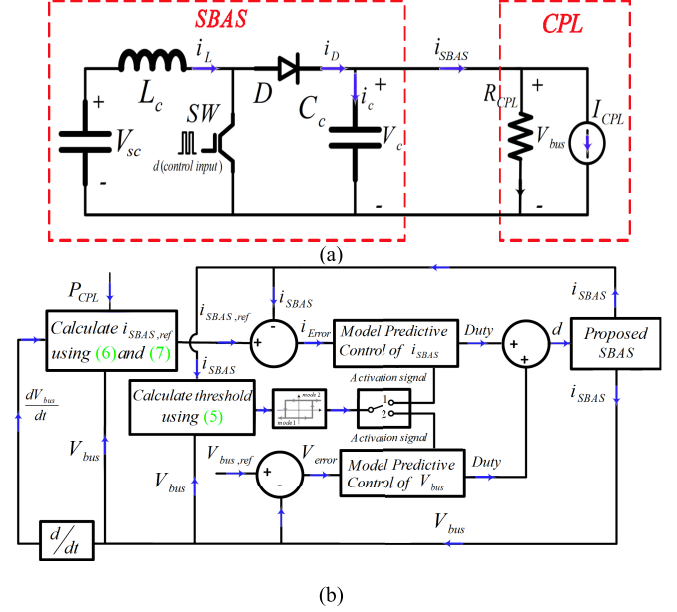 SBAS
CPL
i_L
i_D
i_SBAS
L_c
SW
D
C_c
i_c
+
R_CPL
+
I_CPL
+
V_sc
-
d(control input)
V_c
-
V_bus
-
(a)
P_CPL
i_SBAS
i_SBAS
Calculate i_SBAS,ref
using (6) and (7)
i_SBAS,ref
-
+
i_Error
Model Predictive
Control of i_SBAS
Duty
+
+
d
Proposed
SBAS
i_SBAS
Activation signal
i_SBAS
Calculate threshold
using (5)
mode 2
mode 1
1
2
Activation signal
dV_bus
dt
V_bus
V_bus
V_bus,ref
+
-
V_error
Model Predictive
Control of V_bus
Duty
V_bus
d/dt
(b)